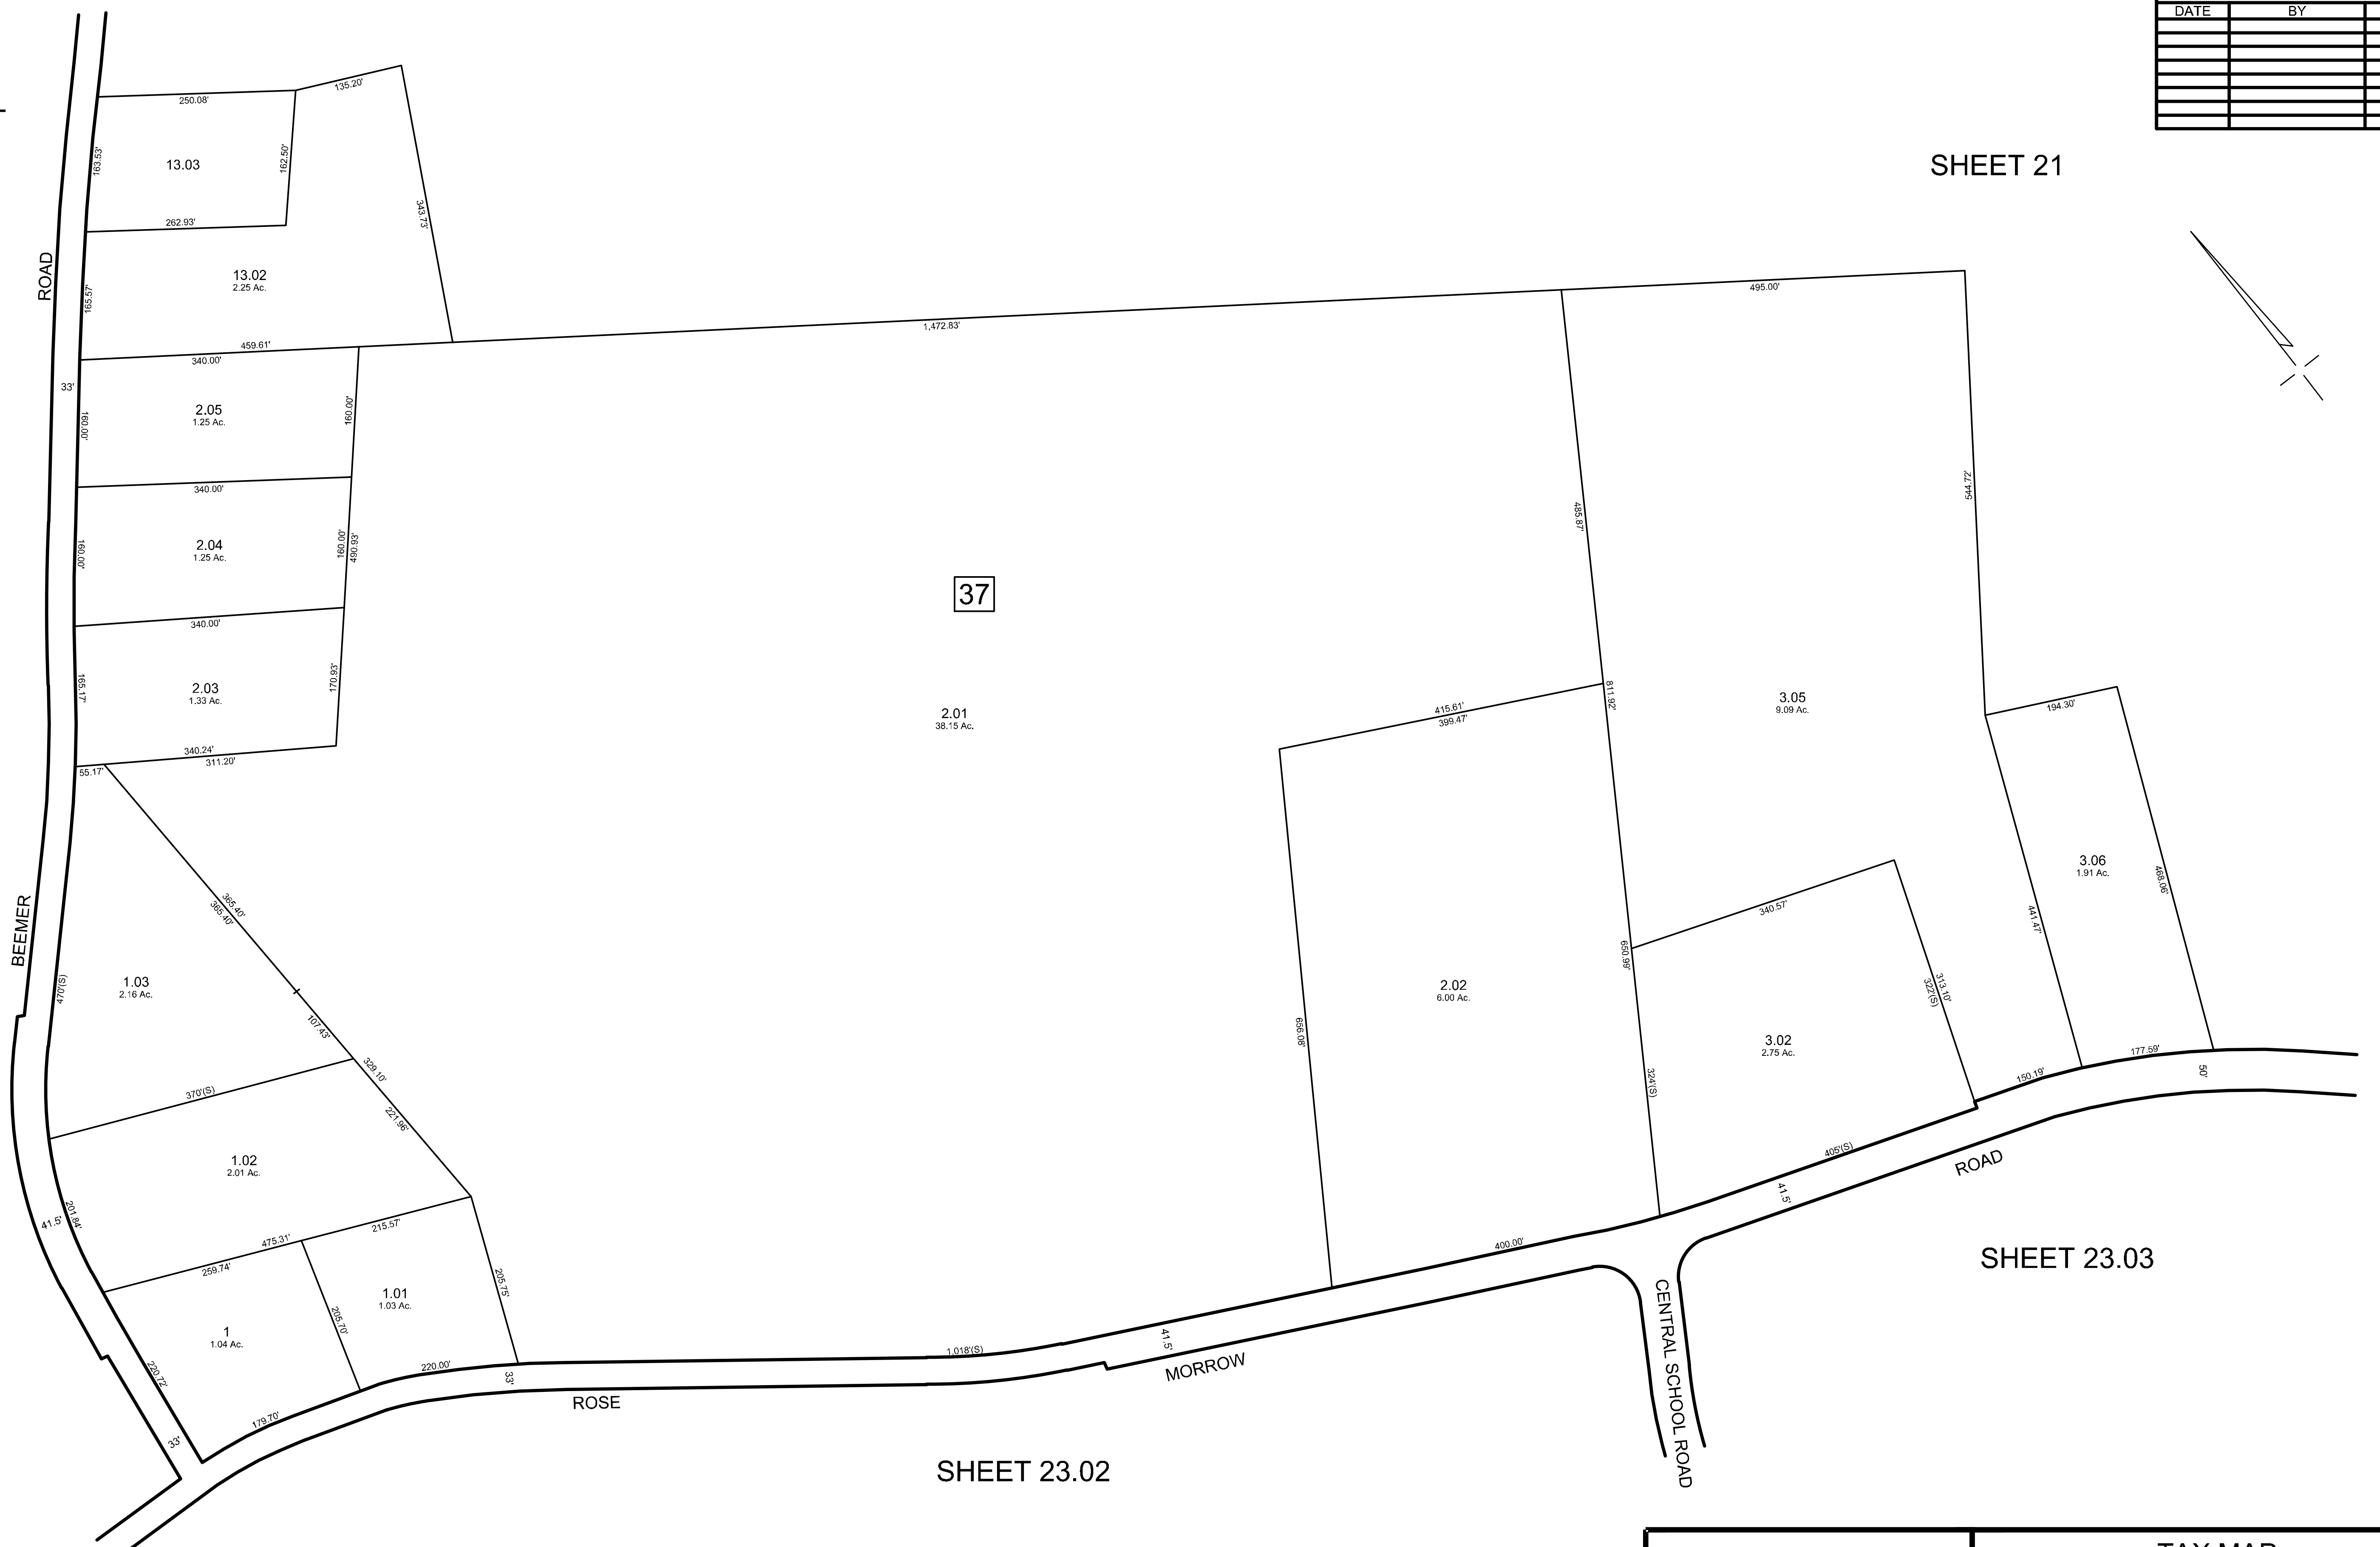 DATE BY
135.20'
250.08'
163.53'
13.03
162.50'
343.73'
262.93'
SHEET 21
ROAD
13.02
2.25 Ac.
165.57'
495.00'
1,472.83'
459.61'
340.00'
33'
2.05
1.25 Ac.
160.00'
160.00'
340.00'
485.87'
544.72'
2.04
1.25 Ac.
160.00'
160.00'
490.93'
37
340.00'
2.03
1.33 Ac.
165.17'
170.93'
2.01
38.15 Ac.
415.61'
399.47'
811.92'
3.05
9.09 Ac.
194.30'
340.24'
311.20'
55.17'
3.06
1.91 Ac.
468.06'
441.47'
365.40'
365.40'
BEEMER
340.57'
650.99'
1.03
2.16 Ac.
470'(S)
2.02
6.00 Ac.
656.08'
313.10'
322'(S)
107.43'
3.02
2.75 Ac.
324'(S)
329.10'
370'(S)
221.96'
177.59'
150.19'
50'
1.02
2.01 Ac.
201.84'
41.5'
405'(S)
41.5'
ROAD
475.31'
215.57'
259.74'
400.00'
SHEET 23.03
1.01
1.03 Ac.
205.75'
205.70'
1
1.04 Ac.
220.72'
220.00'
33'
1,018'(S)
41.5'
MORROW
ROSE
CENTRAL SCHOOL ROAD
179.70'
33'
SHEET 23.02
TAX MAP